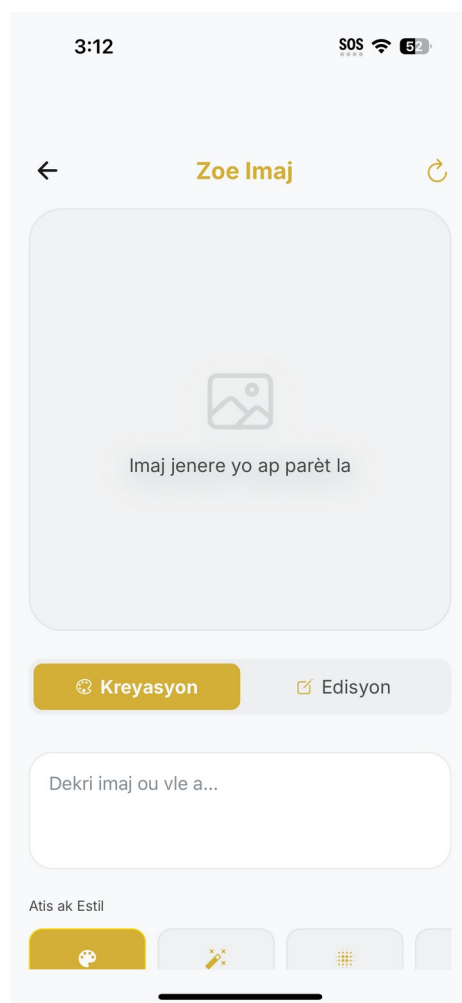 3:12
SOS
52
Zoe Imaj
Imaj jenere yo ap parèt la
Kreyasyon
Edisyon
Dekri imaj ou vle a...
Atis ak Estil